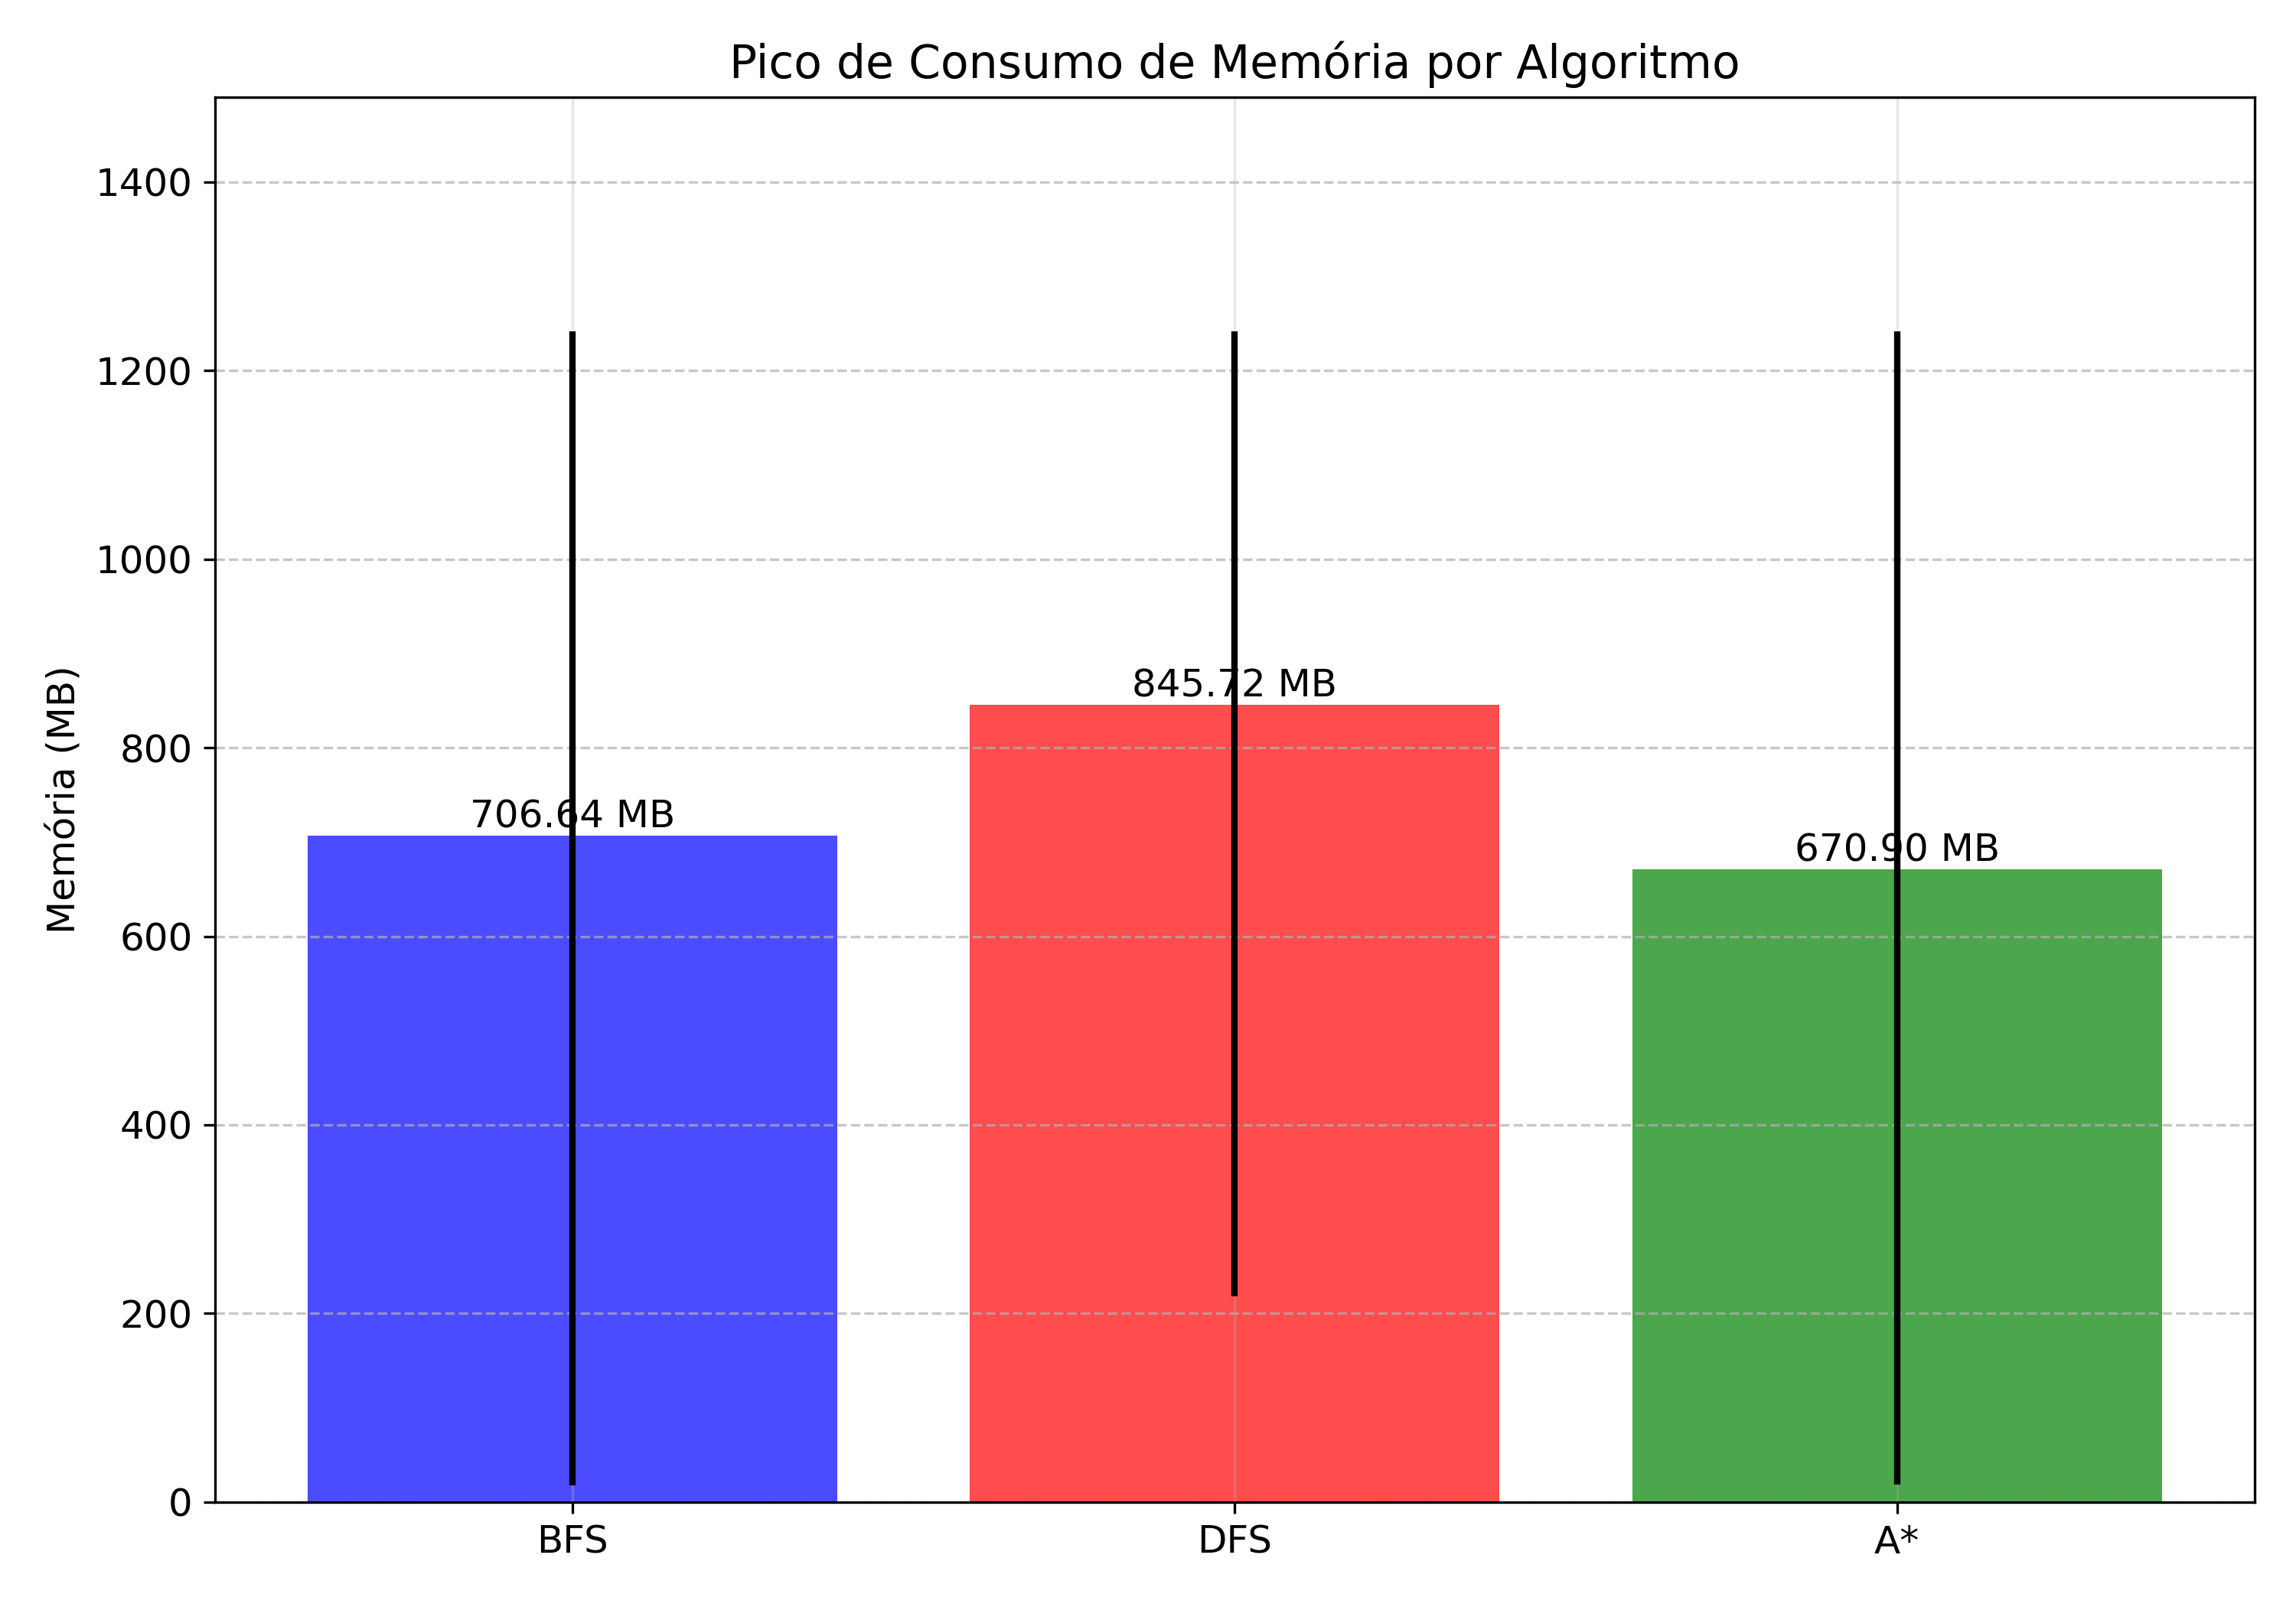 Pico de Consumo de Memória por Algoritmo
Memória (MB)
1400
1200
1000
800
600
400
200
0
706.64 MB
845.72 MB
670.90 MB
BFS
DFS
A*